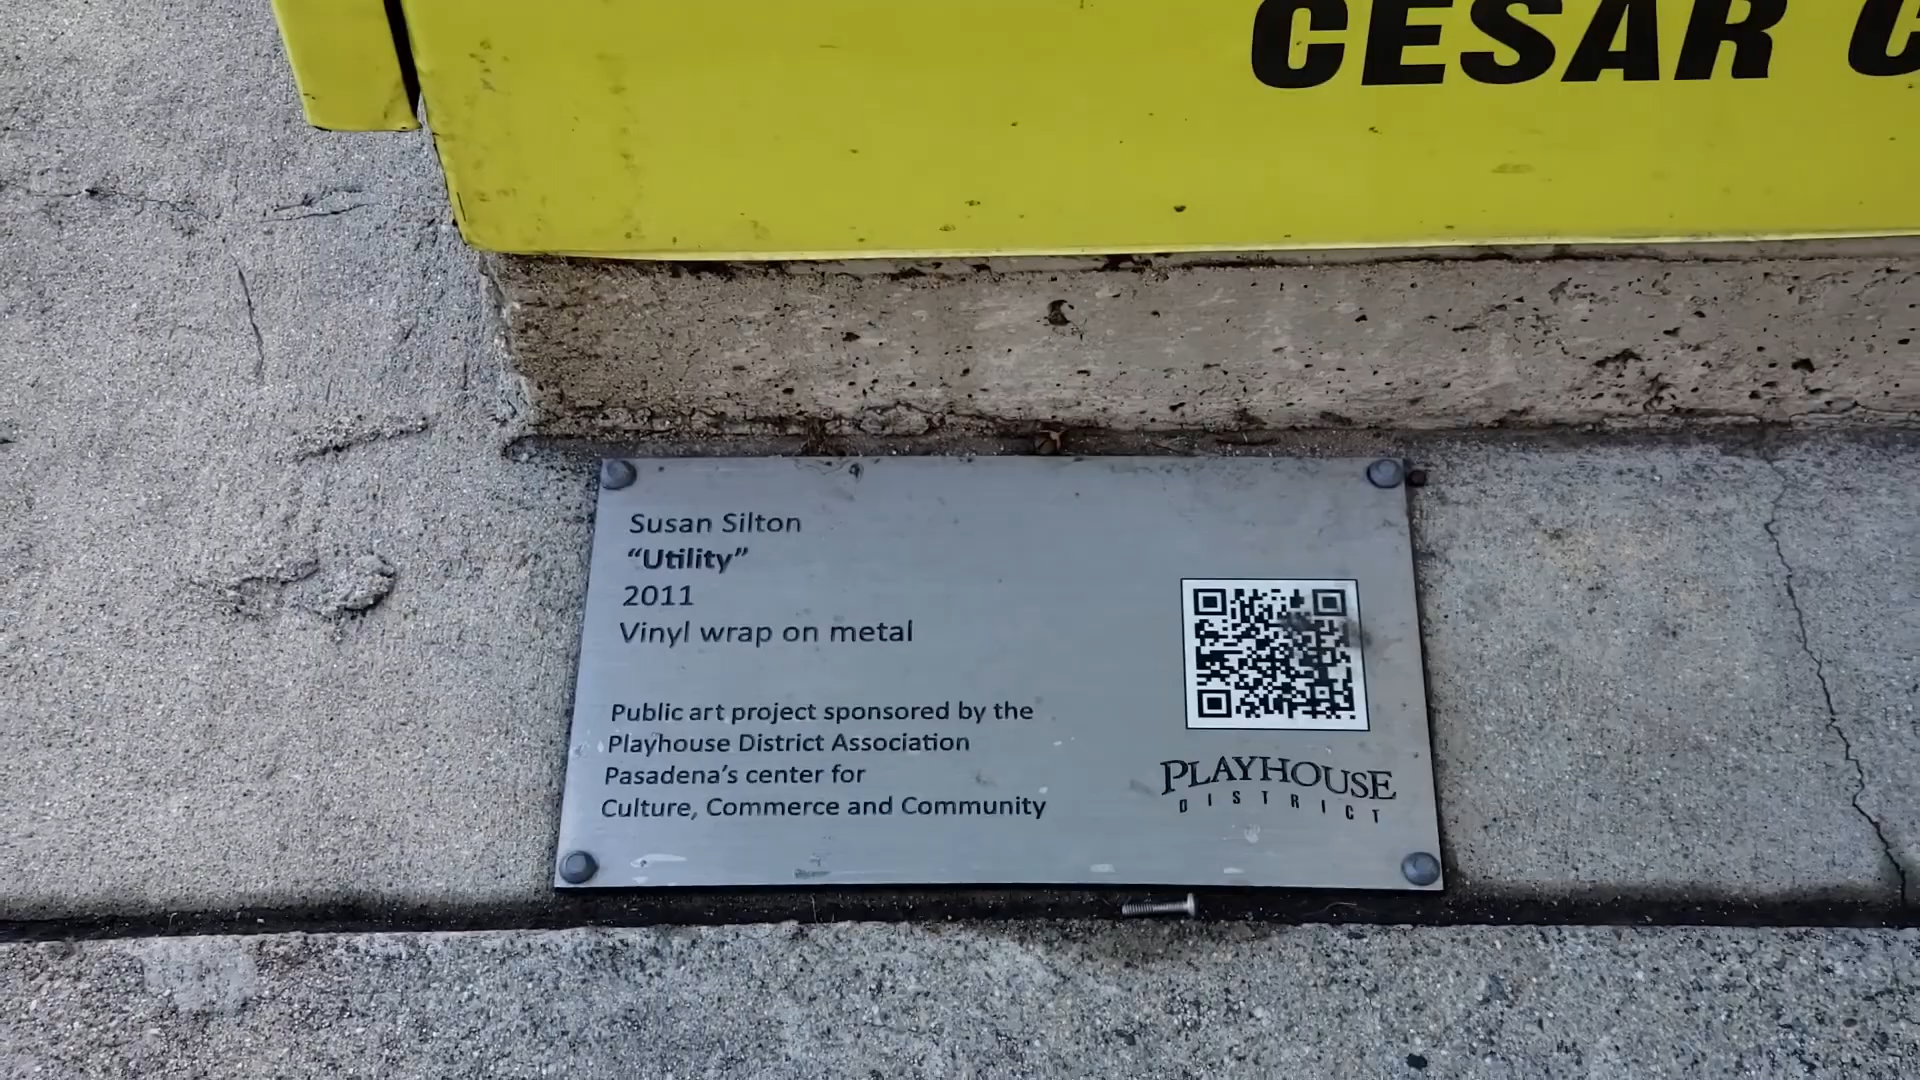 CESAR C
Susan Silton
“Utility”
2011
Vinyl wrap on metal
Public art project sponsored by the
Playhouse District Association
Pasadena’s center for
Culture, Commerce and Community
PLAYHOUSE
DISTRICT